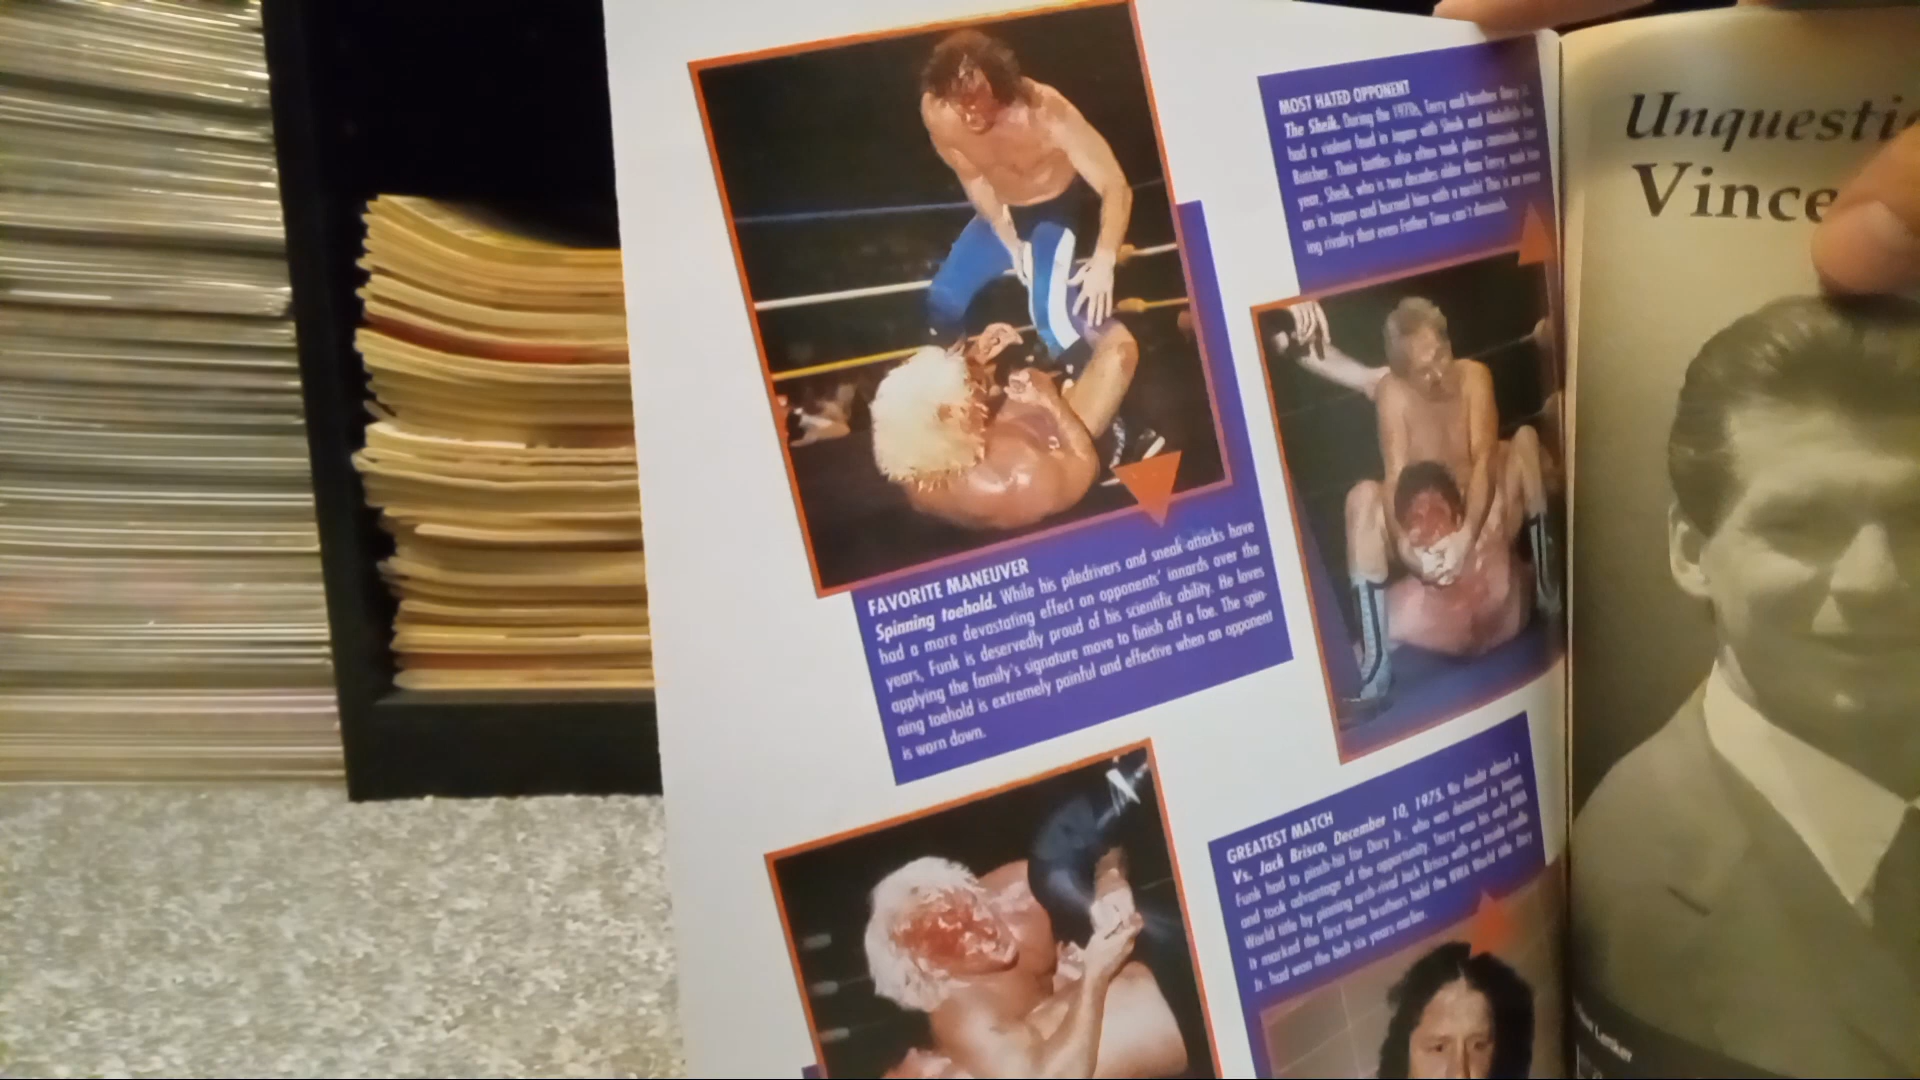 FAVORITE MANEUVER
Spinning toehold. While his piledrivers and sneak attacks have
had a more devastating effect on opponents' innards over the
years, Funk is deservedly proud of his scientific ability. He loves
applying the family's signature move to finish off a foe. The spin-
ning toehold is extremely painful and effective when an opponent
is worn down.
MOST HATED OPPONENT
The Sheik. During the 1970s, Terry and brother Dory Jr.
had a violent feud in Japan with Sheik and Abdullah the
Butcher. Their battles also often took place
year, Sheik, who is two decades older than Terry,
on in Japan and burned him with a torch! This is an
ing rivalry that even Father Time can't diminish.
GREATEST MATCH
Vs. Jack Brisco, December 10, 1975. No doubt about it
Funk had to pinch-hit for Dory Jr., who was detained in Japan,
and took advantage of the opportunity. Terry won his only NWA
World title by pinning arch-rival Jack Brisco with an inside cradle
It marked the first time brothers held the NWA World title Dory
Jr. had won the belt six years earlier.
Unquesti
Vince